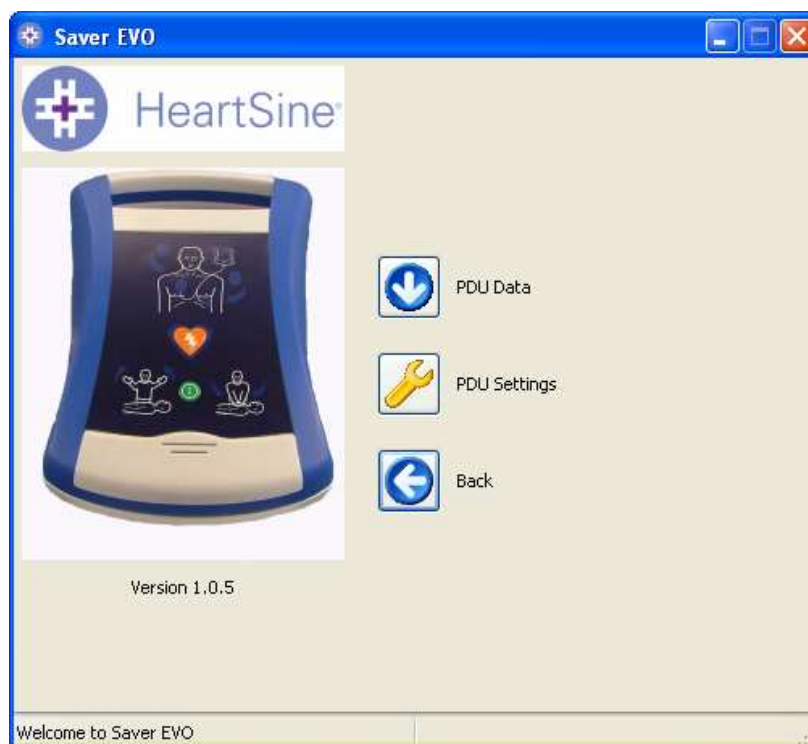 Saver EVO
HeartSine®
PDU Data
PDU Settings
Back
Version 1.0.5
Welcome to Saver EVO